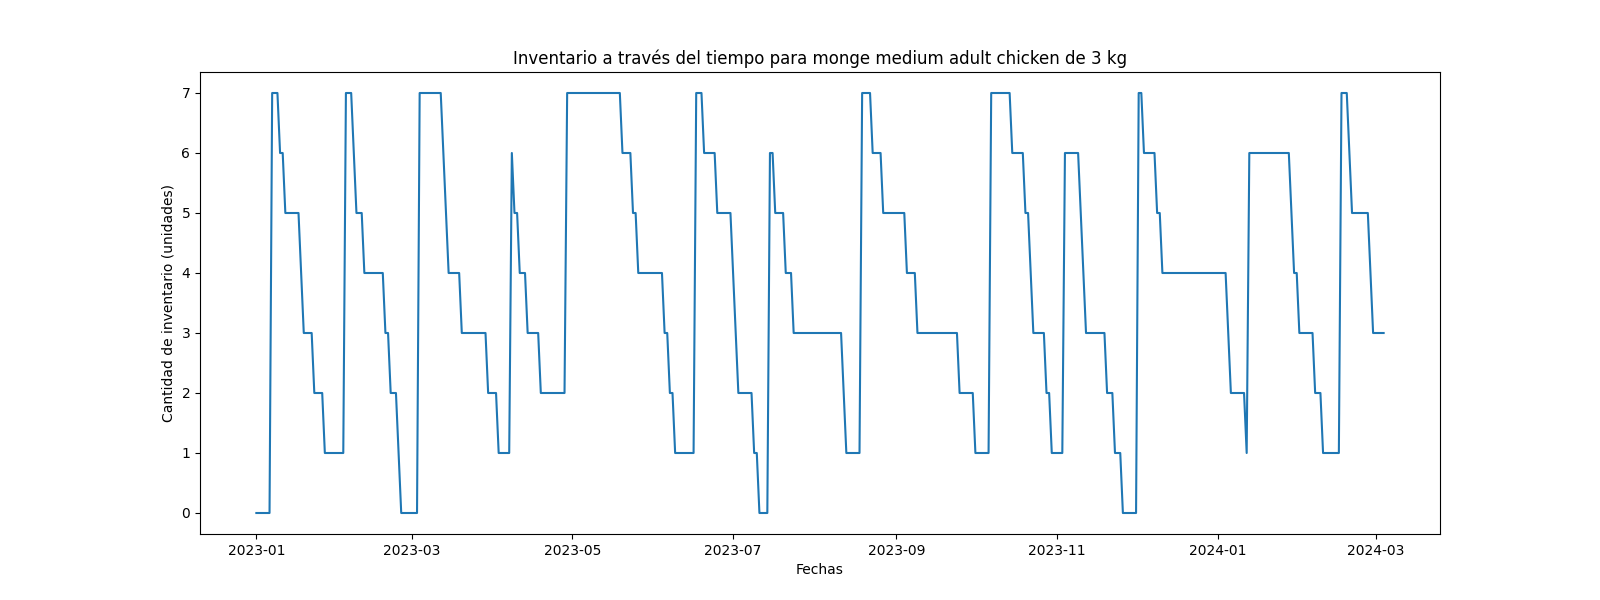 Inventario a través del tiempo para monge medium adult chicken de 3 kg
Cantidad de inventario (unidades)
7
6
5
4
3
2
1
0
2023-01 2023-03 2023-05 2023-07 2023-09 2023-11 2024-01 2024-03
Fechas